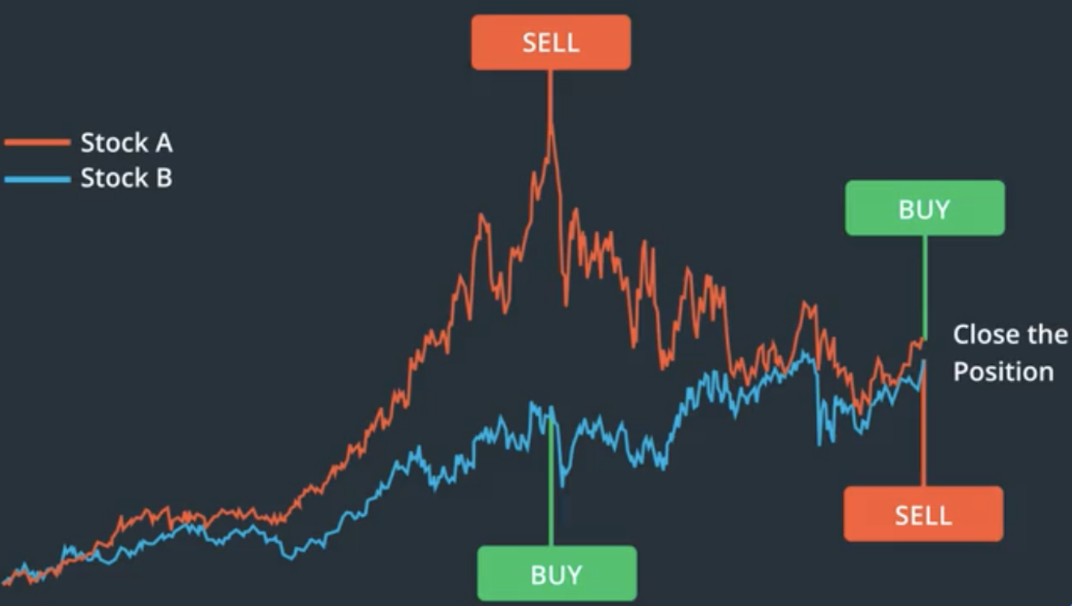 SELL
Stock A
Stock B
BUY
Close the
Position
SELL
BUY